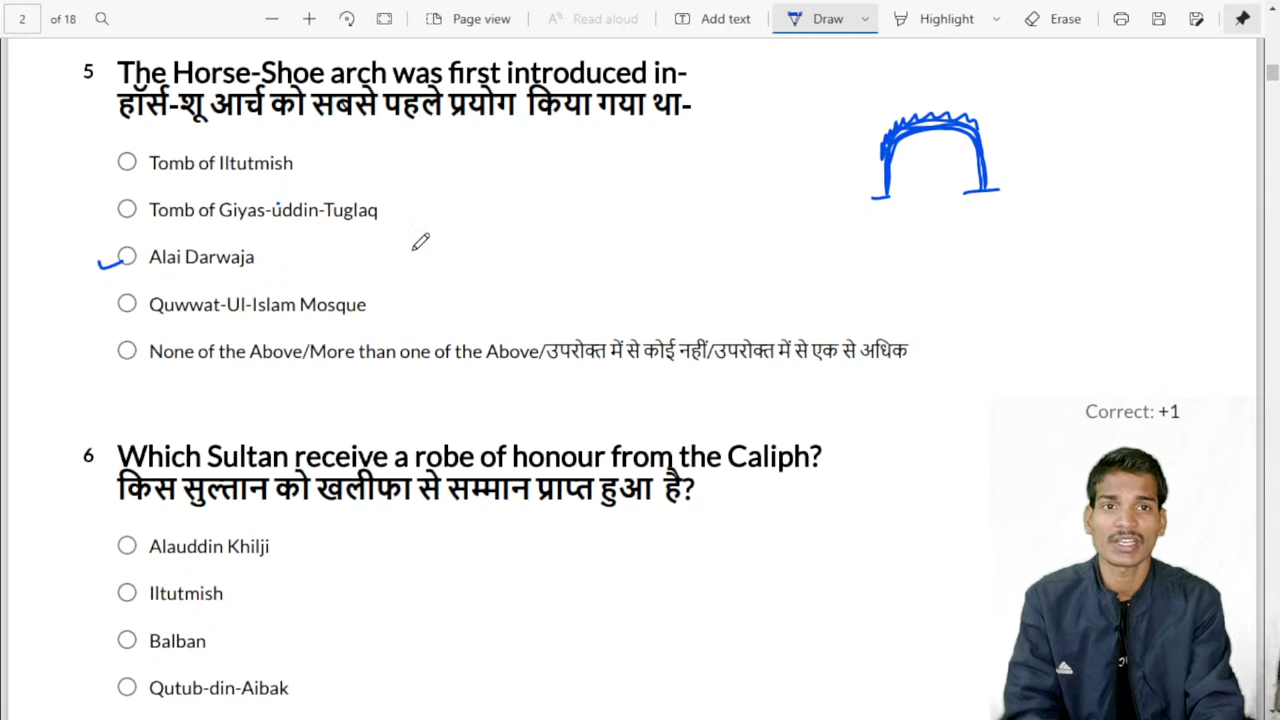 2 of 18 Page view Read aloud Add text Draw Highlight Erase
5 The Horse-Shoe arch was first introduced in-
हॉर्स-शू आर्च को सबसे पहले प्रयोग किया गया था-
Tomb of Iltutmish
Tomb of Giyas-uddin-Tuglaq
Alai Darwaja
Quwwat-Ul-Islam Mosque
None of the Above/More than one of the Above/उपरोक्त में से कोई नहीं/उपरोक्त में से एक से अधिक
Correct: +1
6 Which Sultan receive a robe of honour from the Caliph?
किस सुल्तान को खलीफा से सम्मान प्राप्त हुआ है?
Alauddin Khilji
Iltutmish
Balban
Qutub-din-Aibak